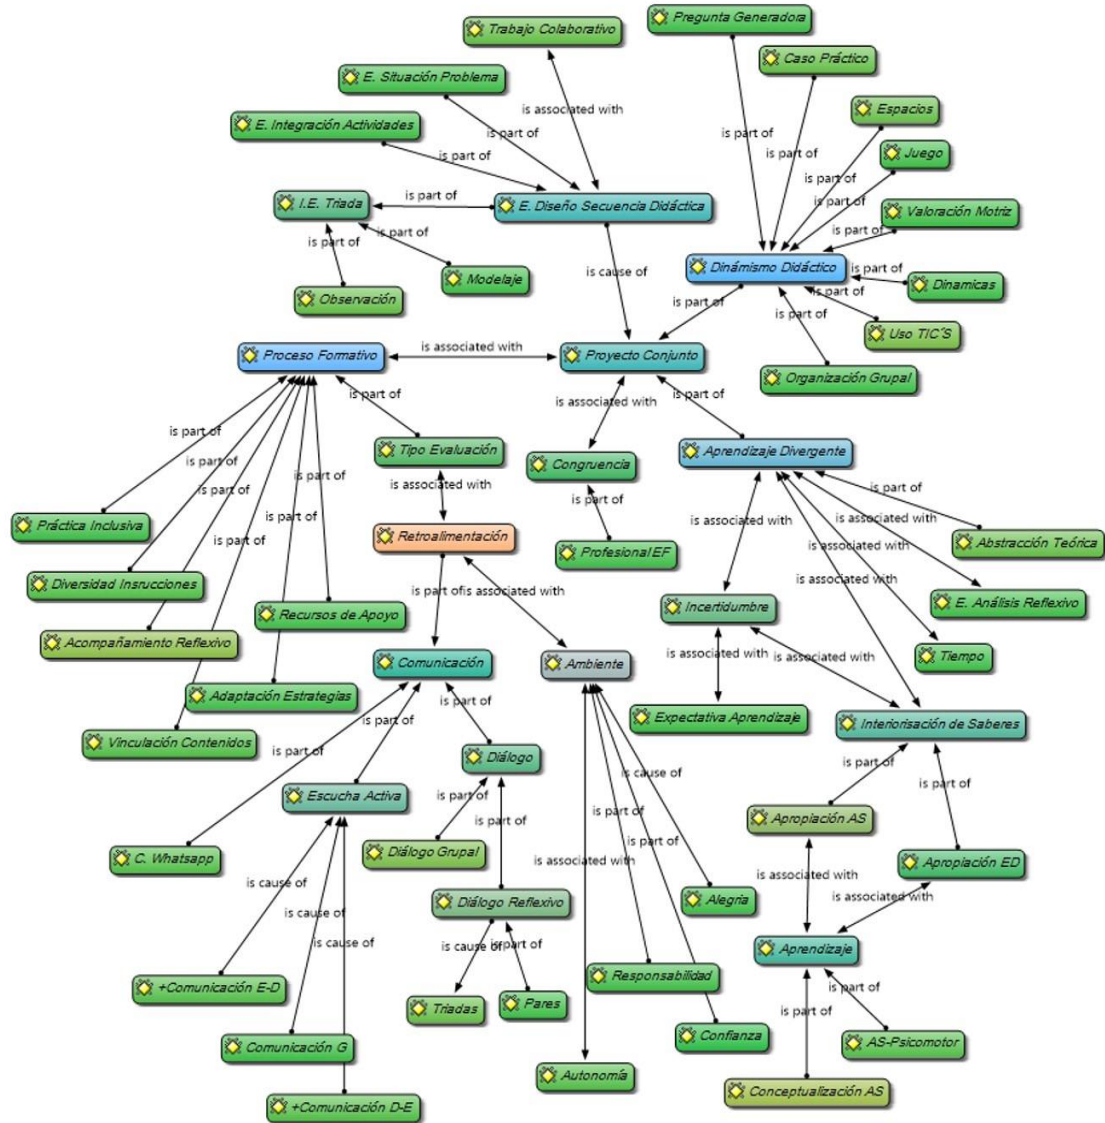 Pregunta Generadora
Trabajo Colaborativo
Caso Práctico
E. Situación Problema
is associated with
Espacios
E. Integración Actividades
is part of
is part of
is part of
Juego
is part of
is part of
is part of
I.E. Triada
is part of
E. Diseño Secuencia Didáctica
Valoración Motriz
is part of
is part of
is part of
is cause of
Dinámismo Didáctico
is part of
Modelaje
Dinamicas
is part of
is part of
is part of
Observación
Uso TIC´S
Proceso Formativo
is associated with
Proyecto Conjunto
Organización Grupal
is part of
is associated with
is part of
is part of
Tipo Evaluación
Aprendizaje Divergente
is part of
Congruencia
is part of
is associated with
is part of
is part of
is part of
is associated with
is associated with
Práctica Inclusiva
is part of
Retroalimentación
Profesional EF
is associated with
Abstracción Teórica
is associated with
Diversidad Insrucciones
is part of
is associated with
Recursos de Apoyo
Incertidumbre
E. Análisis Reflexivo
Acompañamiento Reflexivo
Comunicación
Ambiente
is associated with
is associated with
Tiempo
Adaptación Estrategias
Expectativa Aprendizaje
is part of
is part of
Interiorisación de Saberes
Vinculación Contenidos
is part of
Diálogo
is cause of
is part of
is part of
Escucha Activa
is part of
is part of
is part of
is part of
Apropiación AS
C. Whatsapp
Diálogo Grupal
is associated with
is associated with
Apropiación ED
is cause of
Diálogo Reflexivo
Alegria
is associated with
is cause of
is cause of
is part of
Aprendizaje
is cause of
+Comunicación E-D
Responsabilidad
is part of
Triadas
Pares
is part of
Comunicación G
Confianza
AS-Psicomotor
Autonomía
Conceptualización AS
+Comunicación D-E